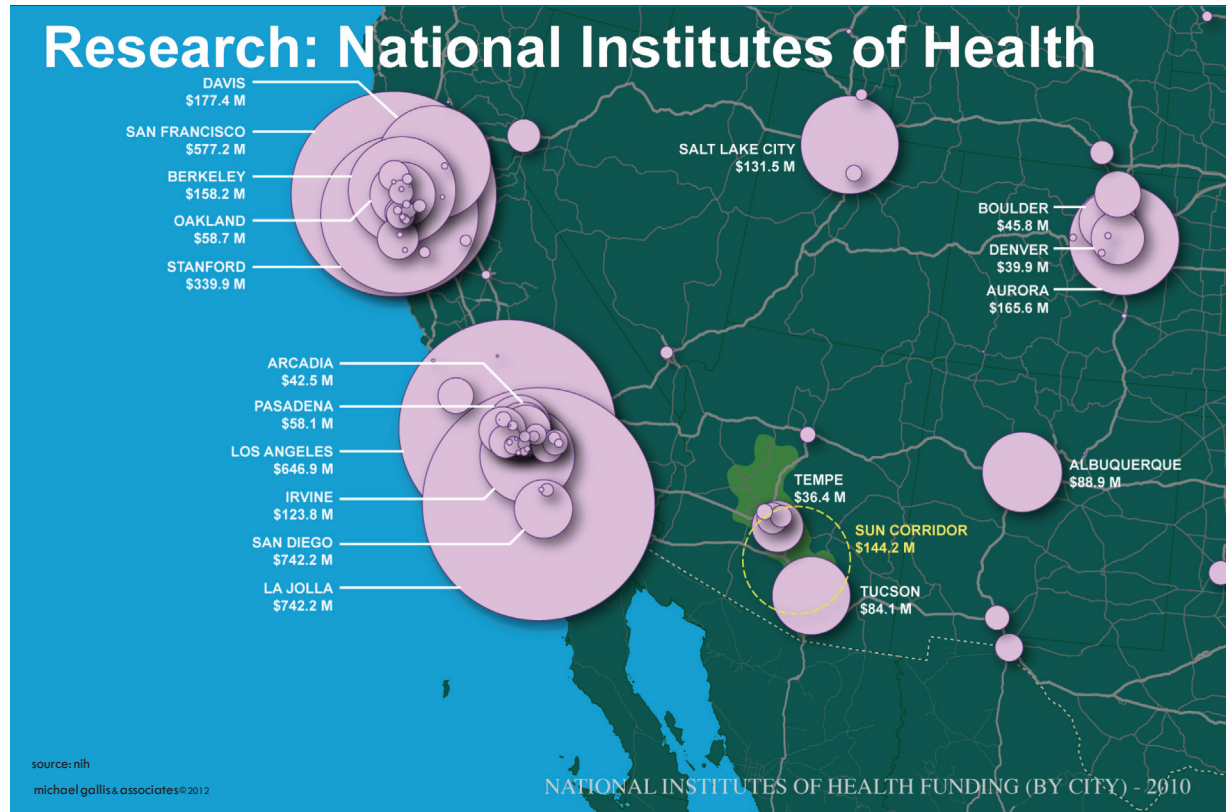 Research: National Institutes of Health
DAVIS
$177.4 M
SAN FRANCISCO
$577.2 M
BERKELEY
$158.2 M
OAKLAND
$58.7 M
STANFORD
$339.9 M
SALT LAKE CITY
$131.5 M
BOULDER
$45.8 M
DENVER
$39.9 M
AURORA
$165.6 M
ARCADIA
$42.5 M
PASADENA
$58.1 M
LOS ANGELES
$646.9 M
IRVINE
$123.8 M
SAN DIEGO
$742.2 M
LA JOLLA
$742.2 M
TEMPE
$36.4 M
SUN CORRIDOR
$144.2 M
TUCSON
$84.1 M
ALBUQUERQUE
$88.9 M
source: nih
michael gallis & associates © 2012
NATIONAL INSTITUTES OF HEALTH FUNDING (BY CITY) - 2010